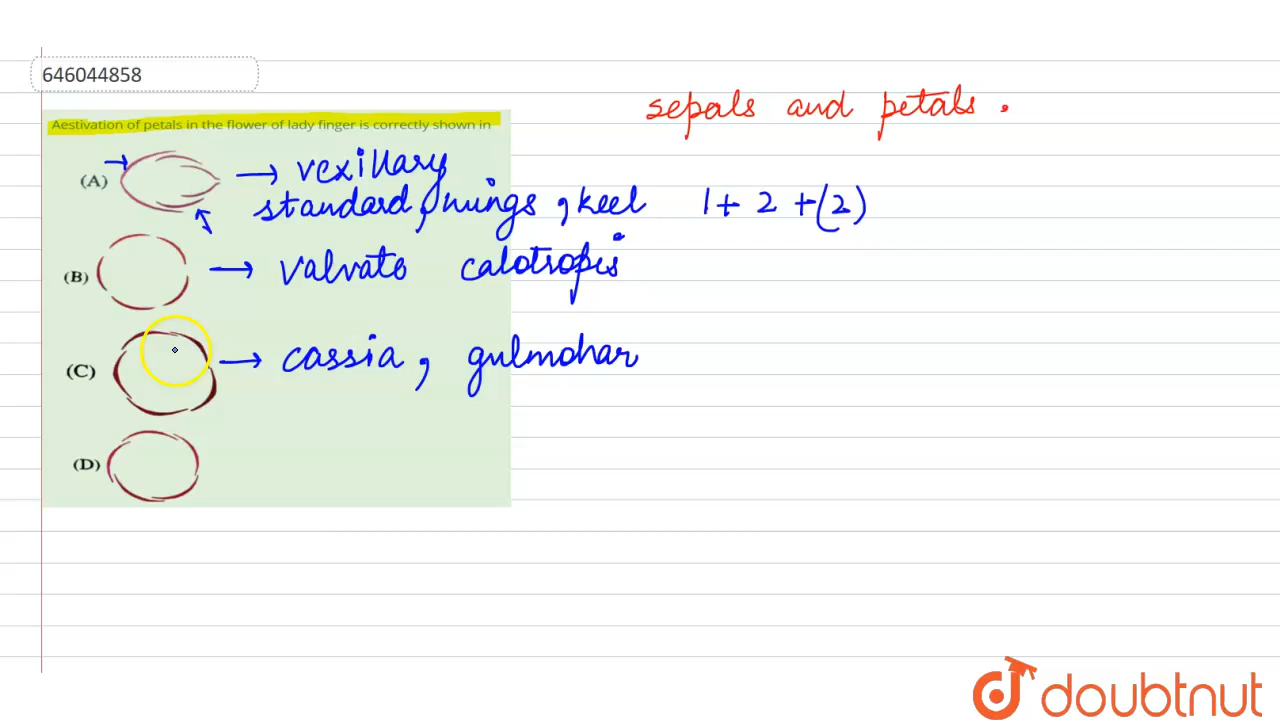 646044858
sepals and petals.
Aestivation of petals in the flower of lady finger is correctly shown in
(A) → vexillary
standard, wings, keel 1 + 2 + (2)
(B) → valvate calotropis
(C) → cassia, gulmohar
(D)
doubtnut